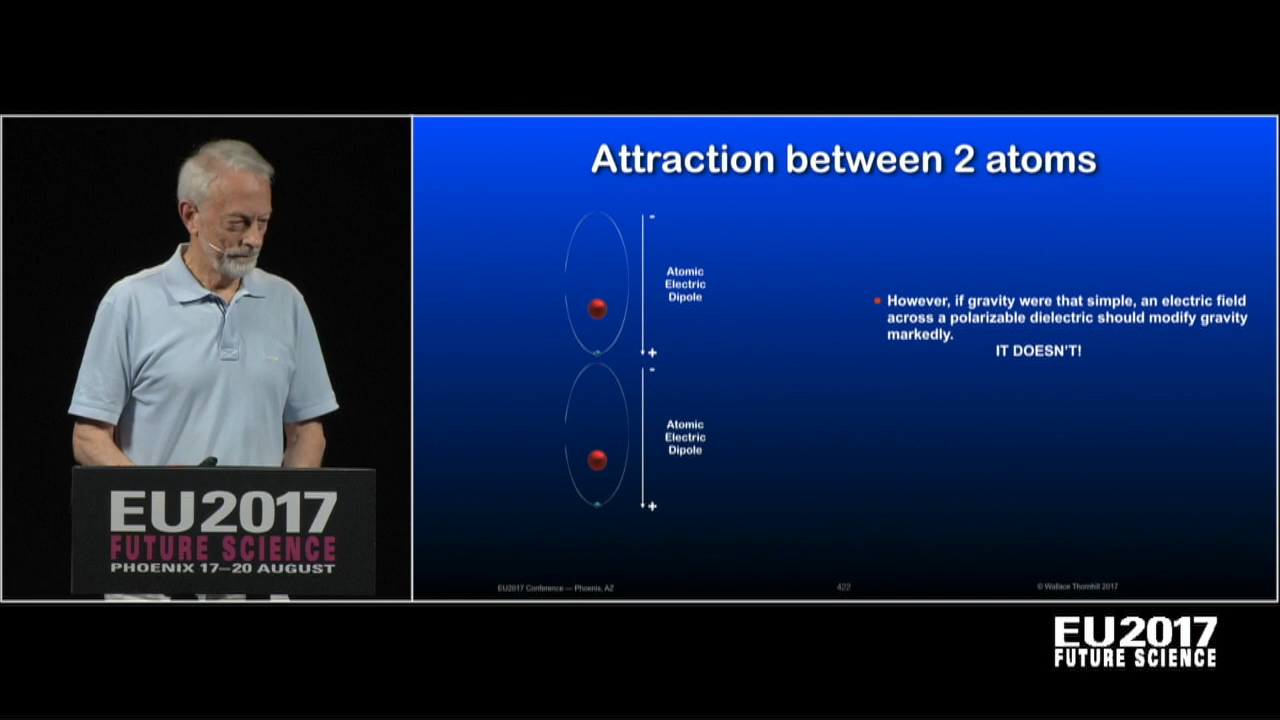 Attraction between 2 atoms
-
Atomic
Electric
Dipole
+
-
Atomic
Electric
Dipole
+
• However, if gravity were that simple, an electric field
across a polarizable dielectric should modify gravity
markedly.
IT DOESN'T!
EU2017 Conference — Phoenix, AZ
422
© Wallace Thornhill 2017
EU2017
FUTURE SCIENCE
PHOENIX 17–20 AUGUST
EU2017
FUTURE SCIENCE